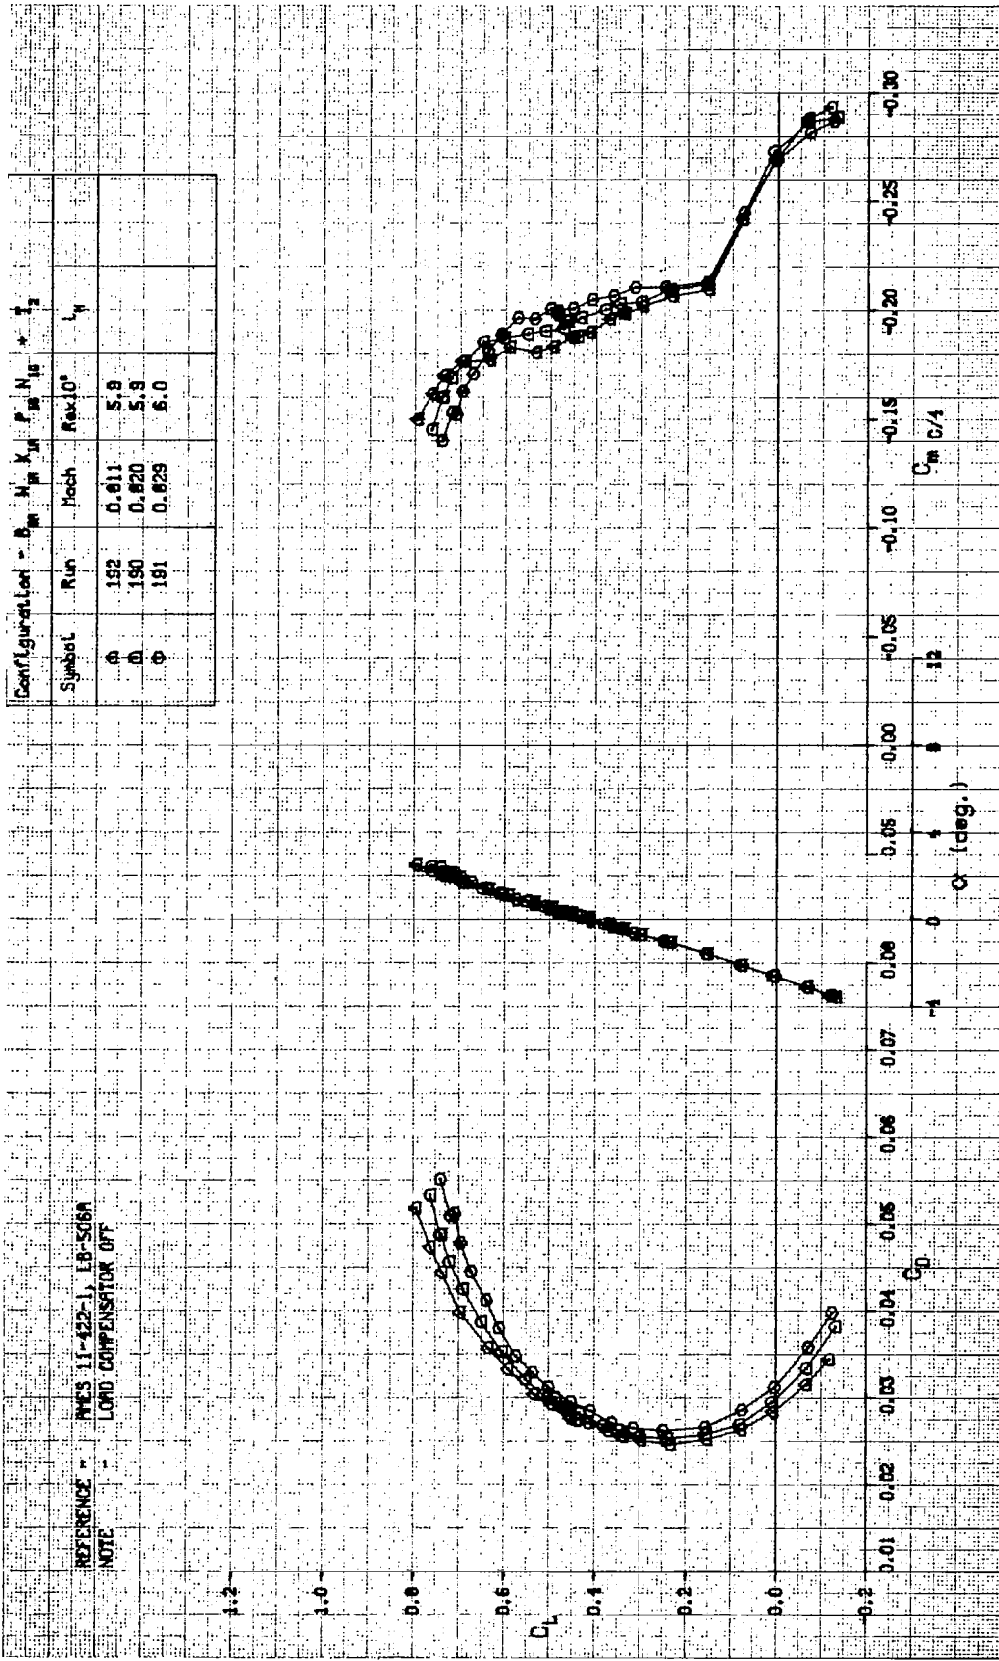 REFERENCE - AMES 11-422-1, LB-506A
NOTE - LOAD COMPENSATOR OFF
Configuration -
Symbol Run Mach Rex10⁶
192 0.811 5.9
190 0.820 5.9
191 0.829 6.0
1.2
1.0
0.8
0.6
0.4
0.2
0.0
-0.2
C_L
0.01 0.02 0.03 0.04 0.05 0.06 0.07 0.08
C_D
-4 0 4 8 12
α (deg.)
0.05 0.00 -0.05 -0.10 -0.15 -0.20 -0.25 -0.30
C_m C/4